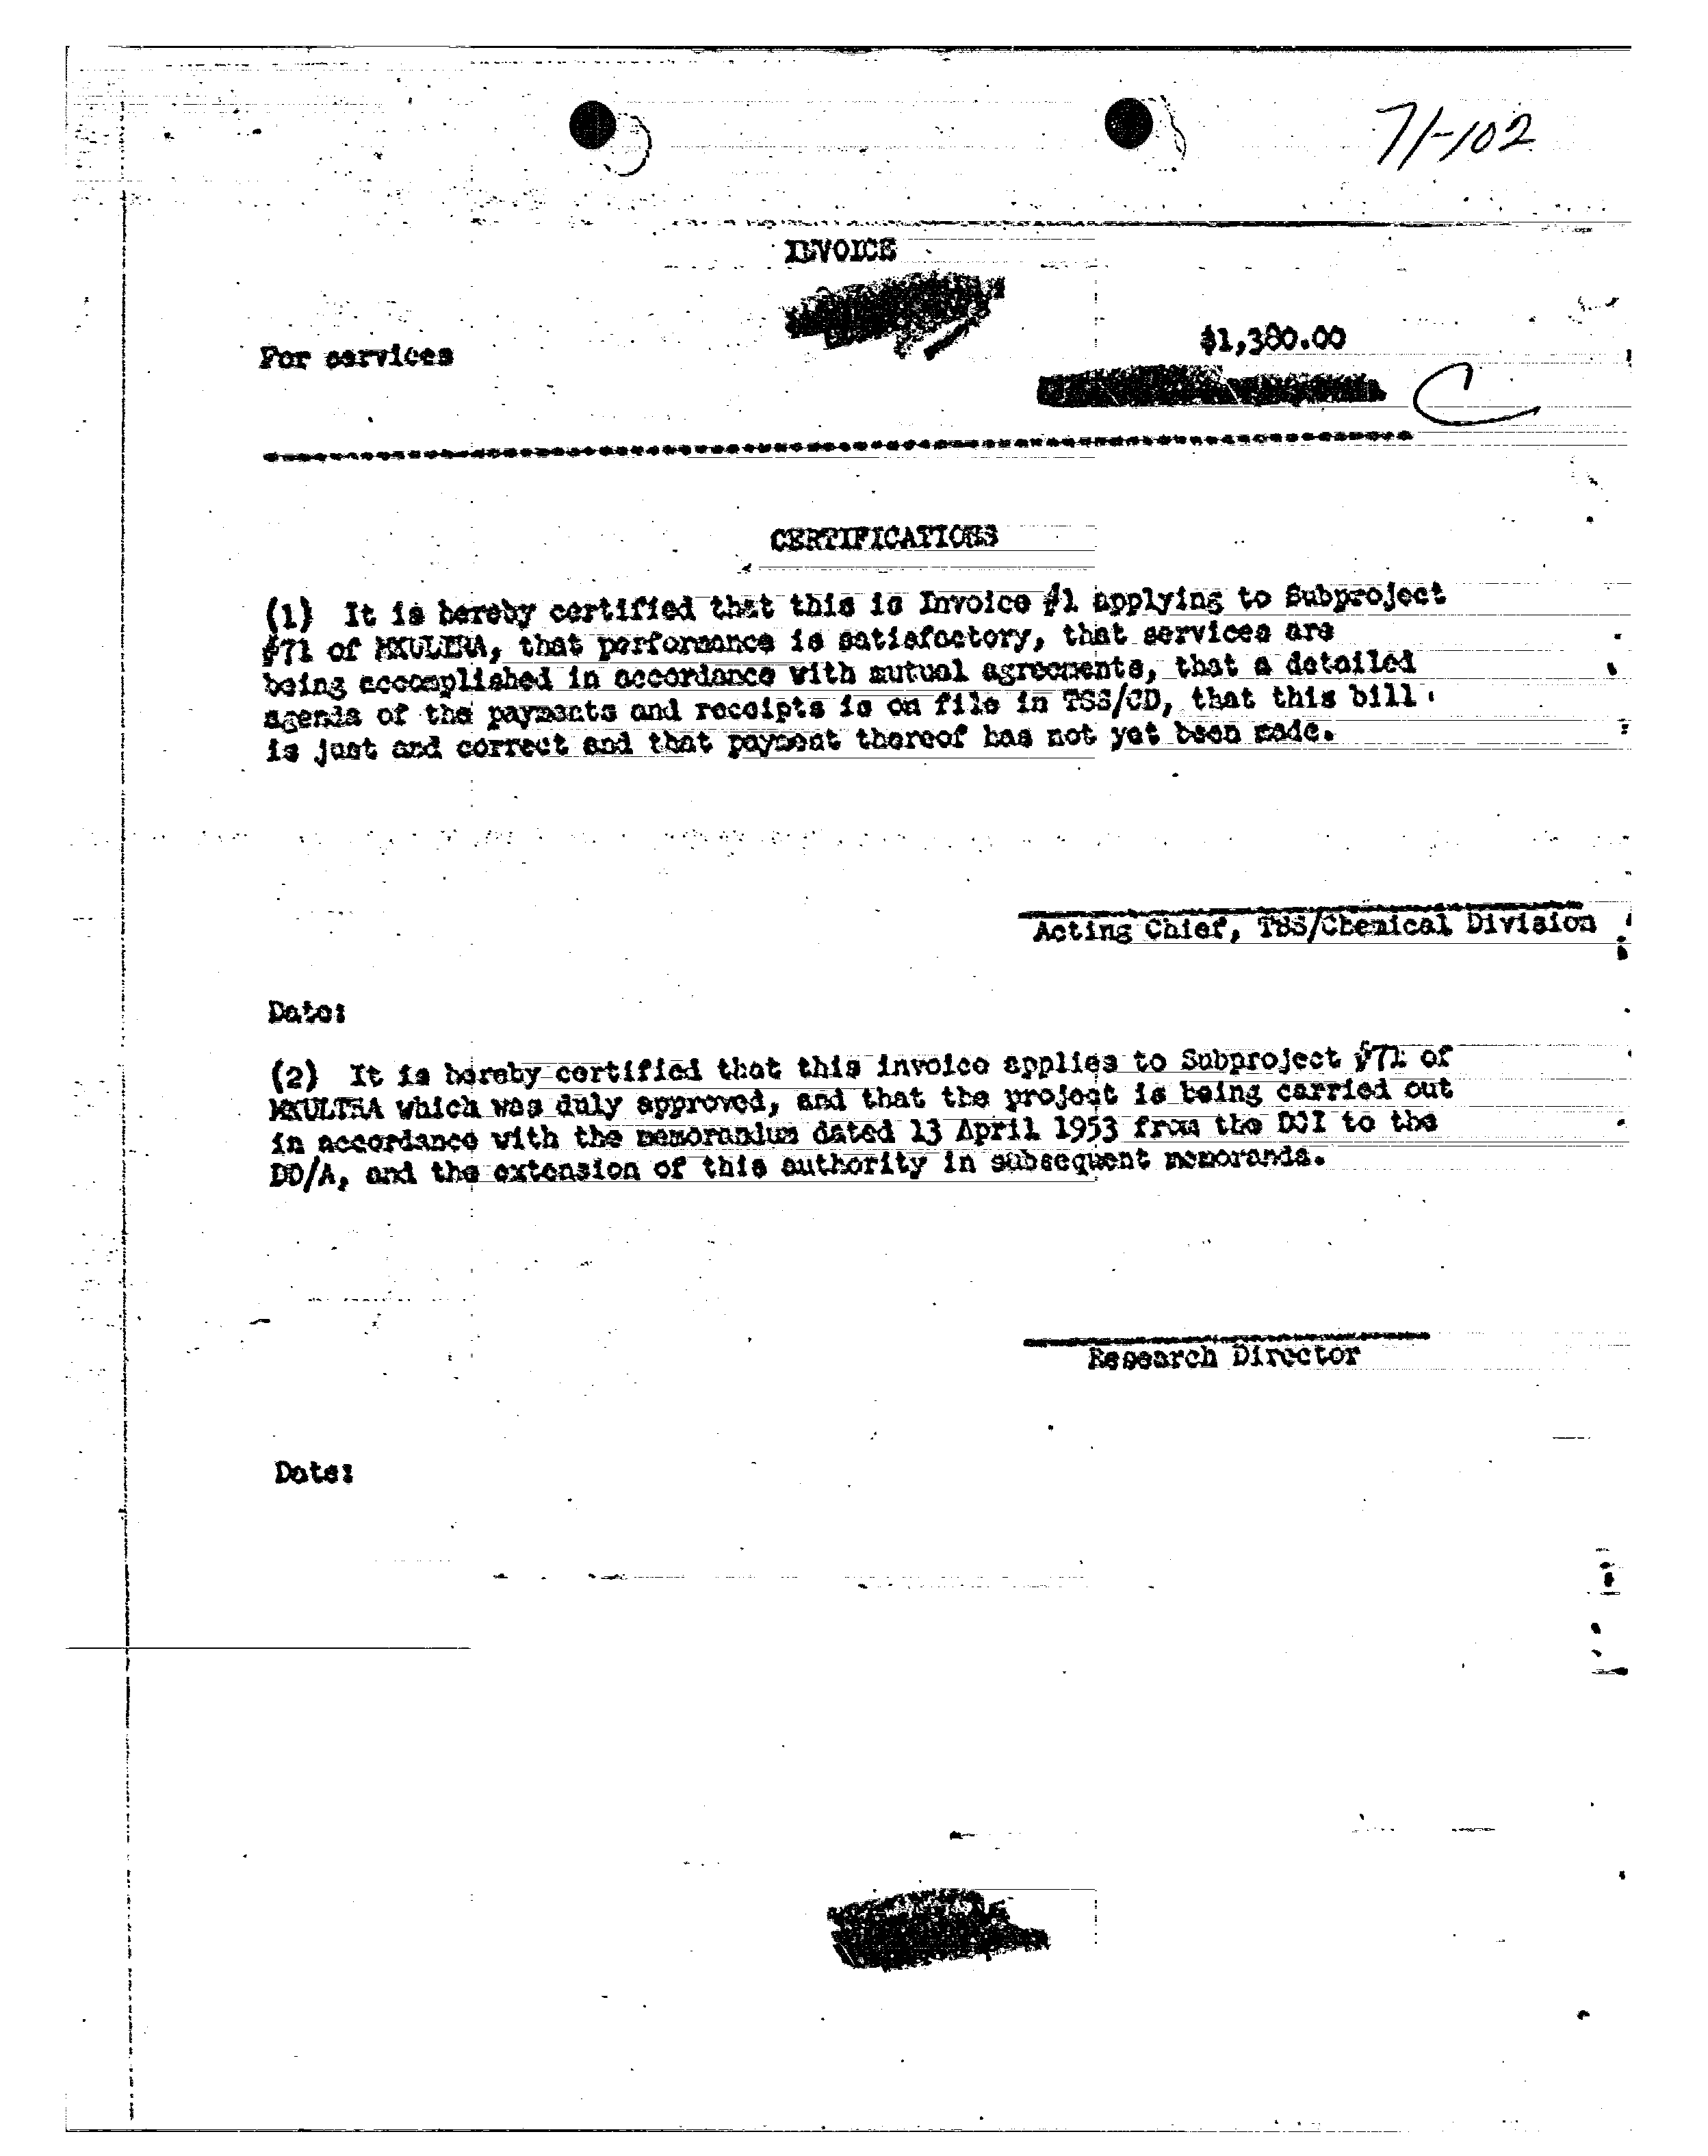 71-102
INVOICE
$1,380.00
For services
C
CERTIFICATIONS
(1) It is hereby certified that this is Invoice #1 applying to Subproject
#71 of MKULTRA, that performance is satisfactory, that services are
being accomplished in accordance with mutual agreements, that a detailed
agenda of the payments and receipts is on file in TSS/CD, that this bill
is just and correct and that payment thereof has not yet been made.
Acting Chief, TSS/Chemical Division
Date:
(2) It is hereby certified that this invoice applies to Subproject #71 of
MKULTRA which was duly approved, and that the project is being carried out
in accordance with the memorandum dated 13 April 1953 from the DCI to the
DD/A, and the extension of this authority in subsequent memoranda.
Research Director
Date: